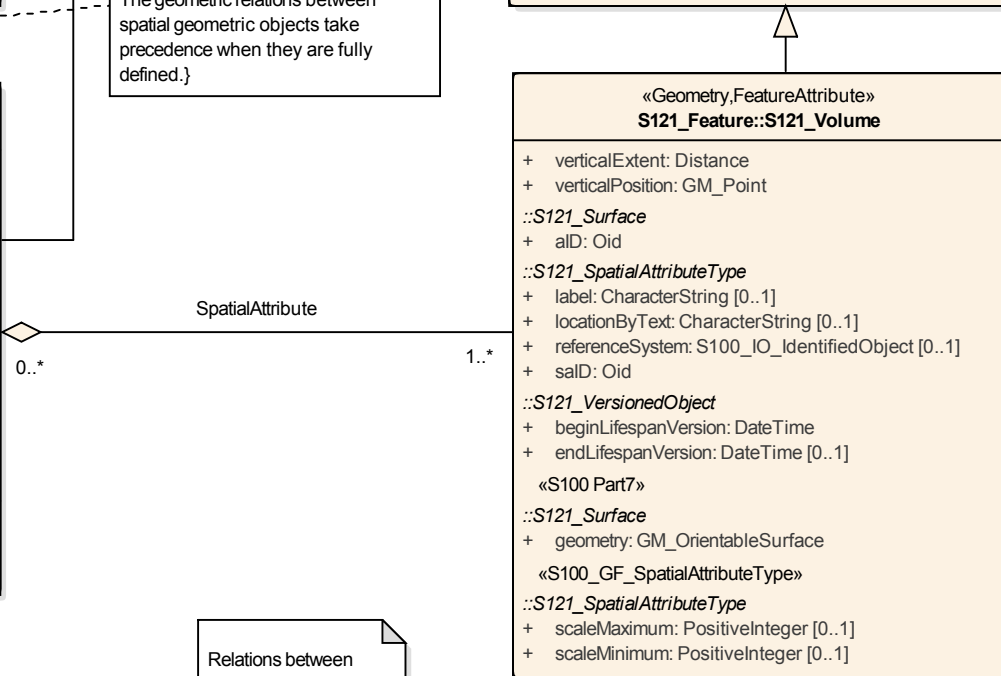 The geometric relations between
spatial geometric objects take
precedence when they are fully
defined.}
«Geometry,FeatureAttribute»
S121_Feature::S121_Volume
+ verticalExtent: Distance
+ verticalPosition: GM_Point
::S121_Surface
+ aID: Oid
::S121_SpatialAttributeType
+ label: CharacterString [0..1]
+ locationByText: CharacterString [0..1]
+ referenceSystem: S100_IO_IdentifiedObject [0..1]
+ saID: Oid
::S121_VersionedObject
+ beginLifespanVersion: DateTime
+ endLifespanVersion: DateTime [0..1]
«S100 Part7»
::S121_Surface
+ geometry: GM_OrientableSurface
«S100_GF_SpatialAttributeType»
::S121_SpatialAttributeType
+ scaleMaximum: PositiveInteger [0..1]
+ scaleMinimum: PositiveInteger [0..1]
SpatialAttribute
0..*
1..*
Relations between